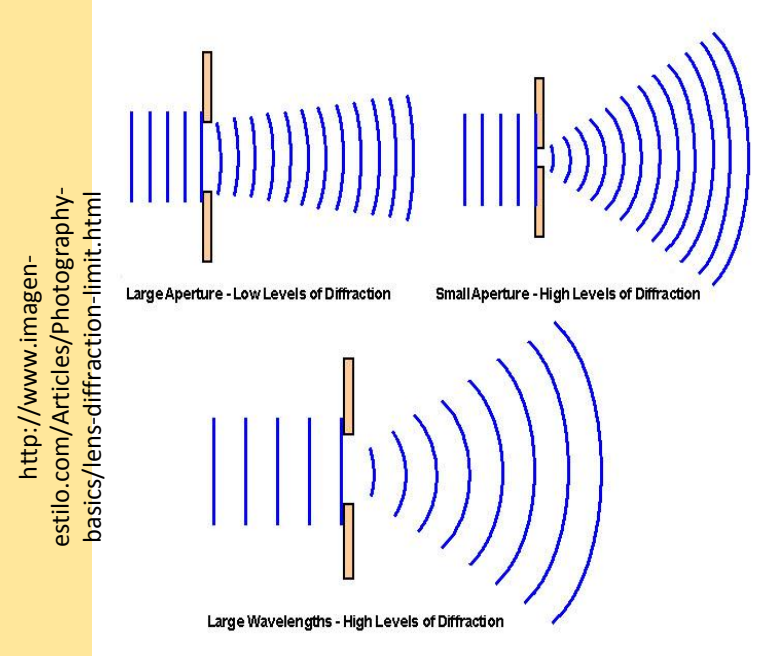 http://www.imagen-
estilo.com/Articles/Photography-
basics/lens-diffraction-limit.html
Large Aperture - Low Levels of Diffraction
Small Aperture - High Levels of Diffraction
Large Wavelengths - High Levels of Diffraction